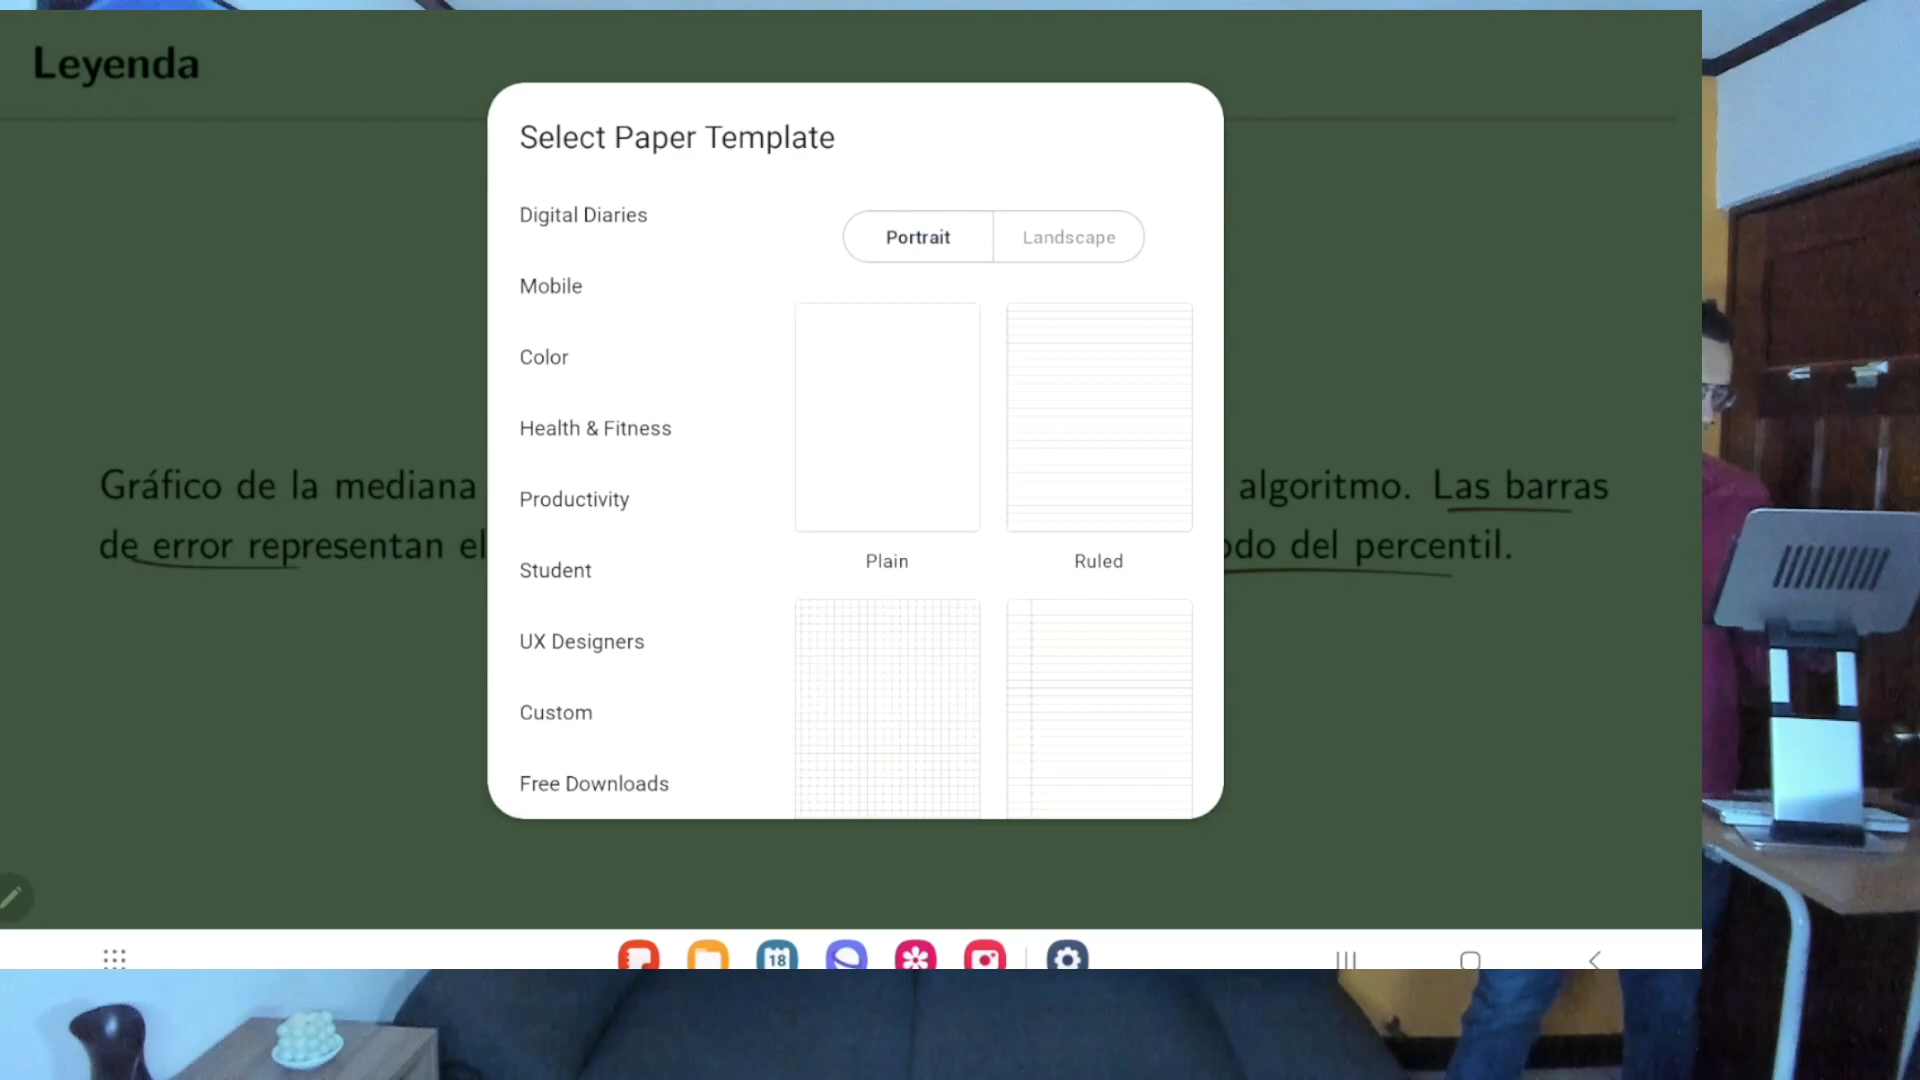 Leyenda
Select Paper Template
Digital Diaries
Mobile
Color
Health & Fitness
Productivity
Student
UX Designers
Custom
Free Downloads
Portrait
Landscape
Plain
Ruled
Gráfico de la mediana algoritmo. Las barras
de error representan el odo del percentil.
18